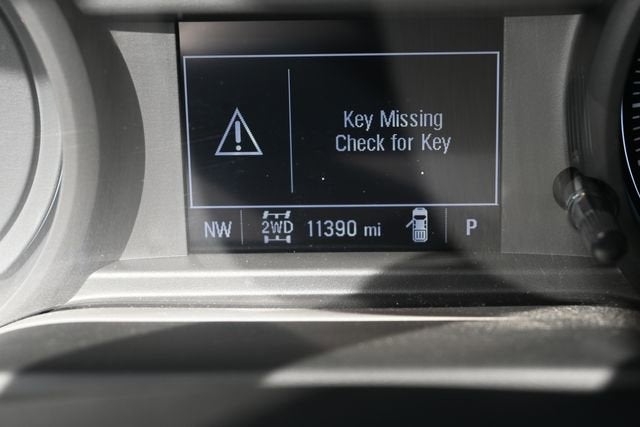 Key Missing
Check for Key
NW 2WD 11390 mi P